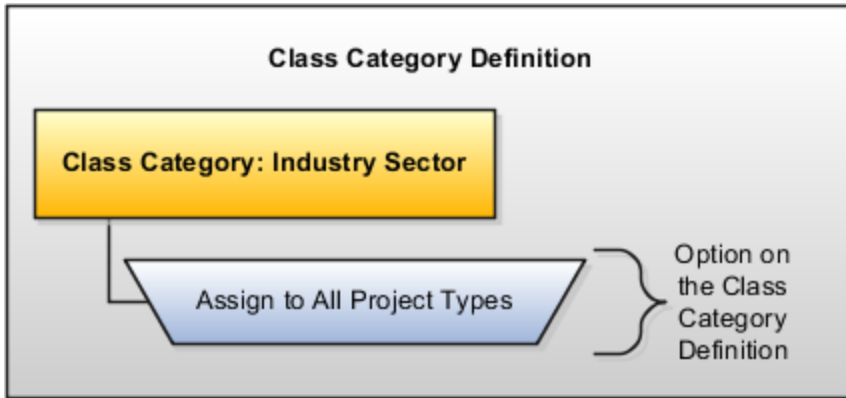 Class Category Definition
Class Category: Industry Sector
Assign to All Project Types
Option on
the Class
Category
Definition